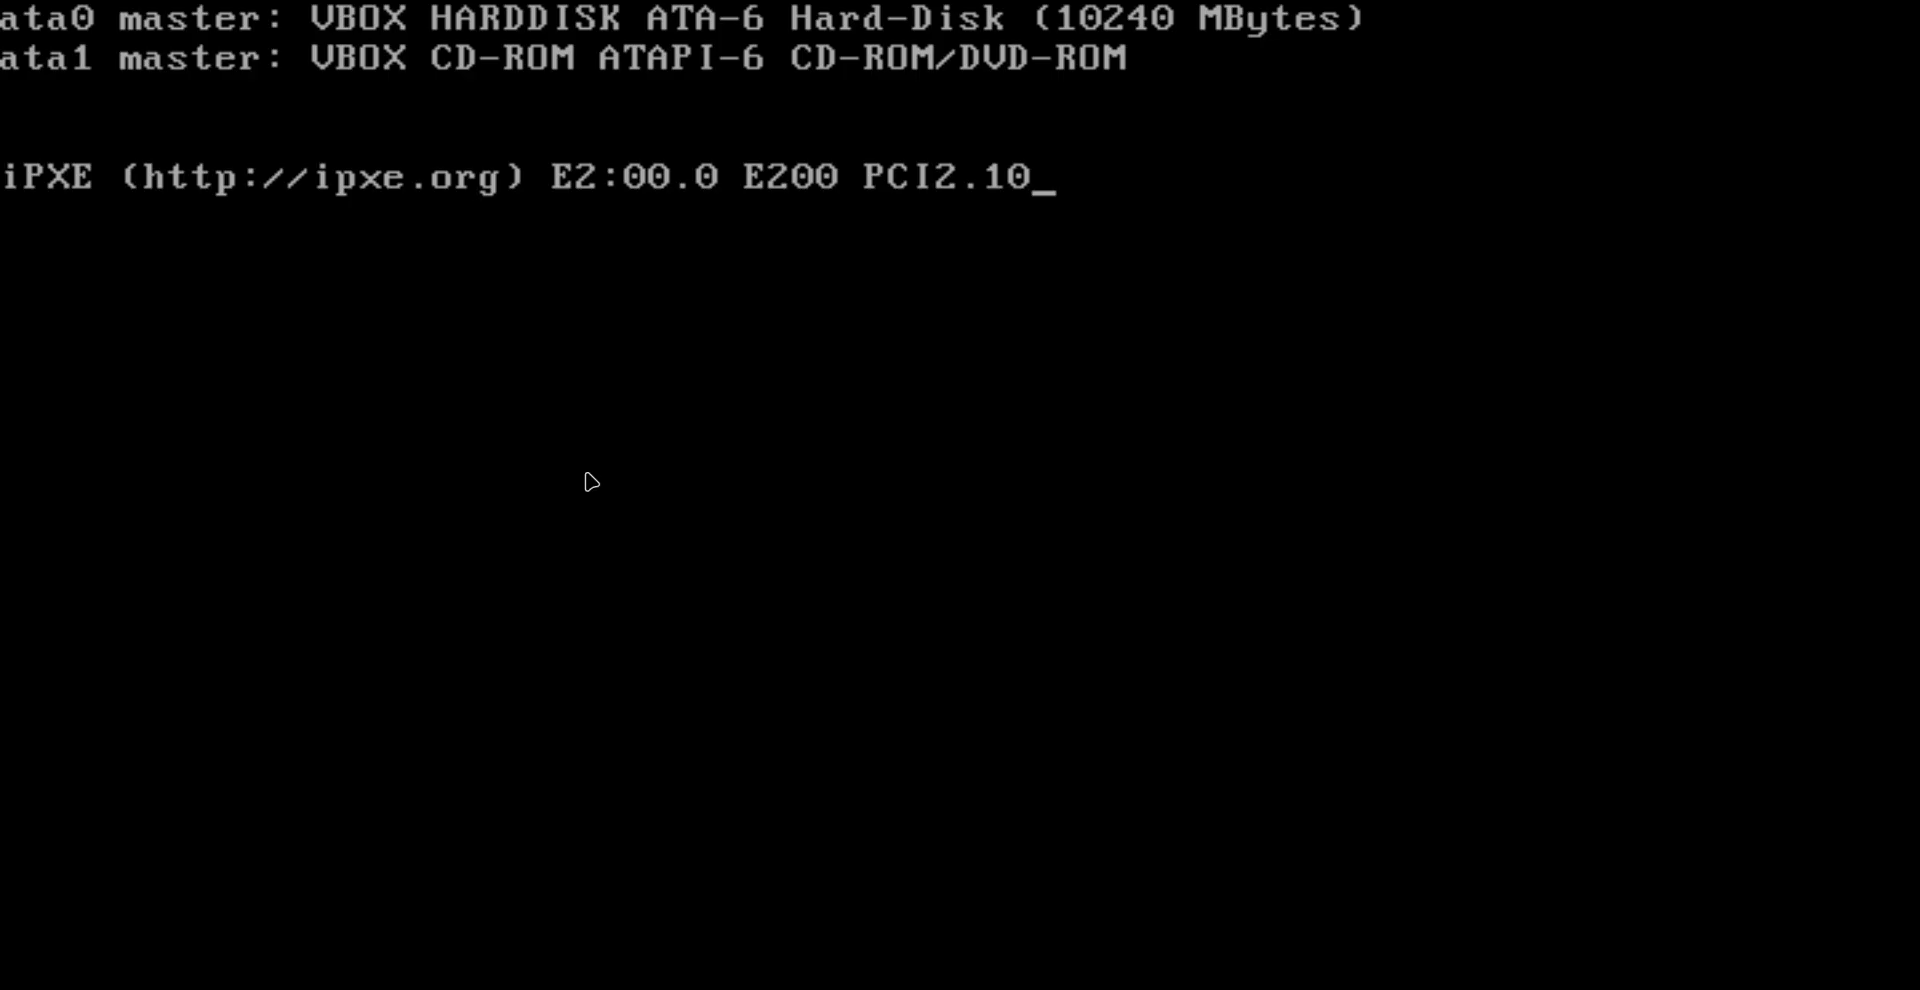 ata0 master: VBOX HARDDISK ATA-6 Hard-Disk (10240 MBytes)
ata1 master: VBOX CD-ROM ATAPI-6 CD-ROM/DVD-ROM
iPXE (http://ipxe.org) E2:00.0 E200 PCI2.10_